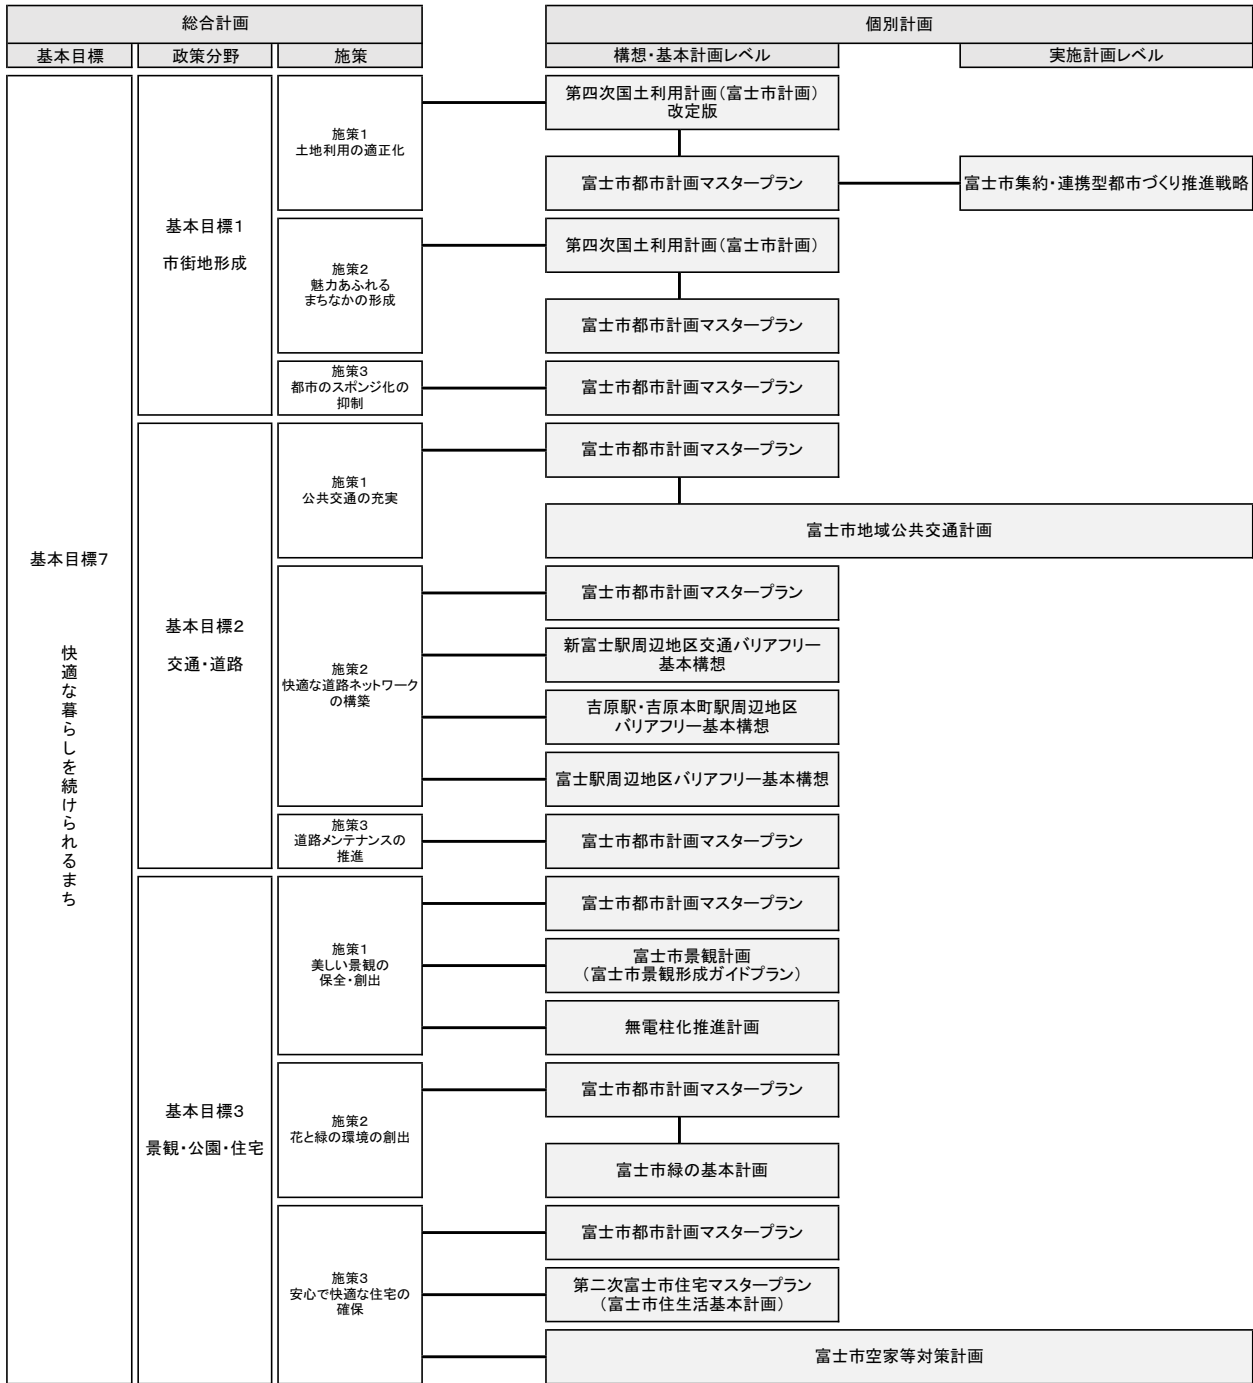 総合計画
個別計画
基本目標
政策分野
施策
構想・基本計画レベル
実施計画レベル
基本目標7
快適な暮らしを続けられるまち
基本目標1
市街地形成
施策1
土地利用の適正化
第四次国土利用計画(富士市計画)
改定版
富士市都市計画マスタープラン
富士市集約・連携型都市づくり推進戦略
施策2
魅力あふれる
まちなかの形成
第四次国土利用計画(富士市計画)
富士市都市計画マスタープラン
施策3
都市のスポンジ化の
抑制
富士市都市計画マスタープラン
基本目標2
交通・道路
施策1
公共交通の充実
富士市都市計画マスタープラン
富士市地域公共交通計画
施策2
快適な道路ネットワーク
の構築
富士市都市計画マスタープラン
新富士駅周辺地区交通バリアフリー
基本構想
吉原駅・吉原本町駅周辺地区
バリアフリー基本構想
富士駅周辺地区バリアフリー基本構想
施策3
道路メンテナンスの
推進
富士市都市計画マスタープラン
基本目標3
景観・公園・住宅
施策1
美しい景観の
保全・創出
富士市都市計画マスタープラン
富士市景観計画
(富士市景観形成ガイドプラン)
無電柱化推進計画
施策2
花と緑の環境の創出
富士市都市計画マスタープラン
富士市緑の基本計画
施策3
安心で快適な住宅の
確保
富士市都市計画マスタープラン
第二次富士市住宅マスタープラン
(富士市住生活基本計画)
富士市空家等対策計画